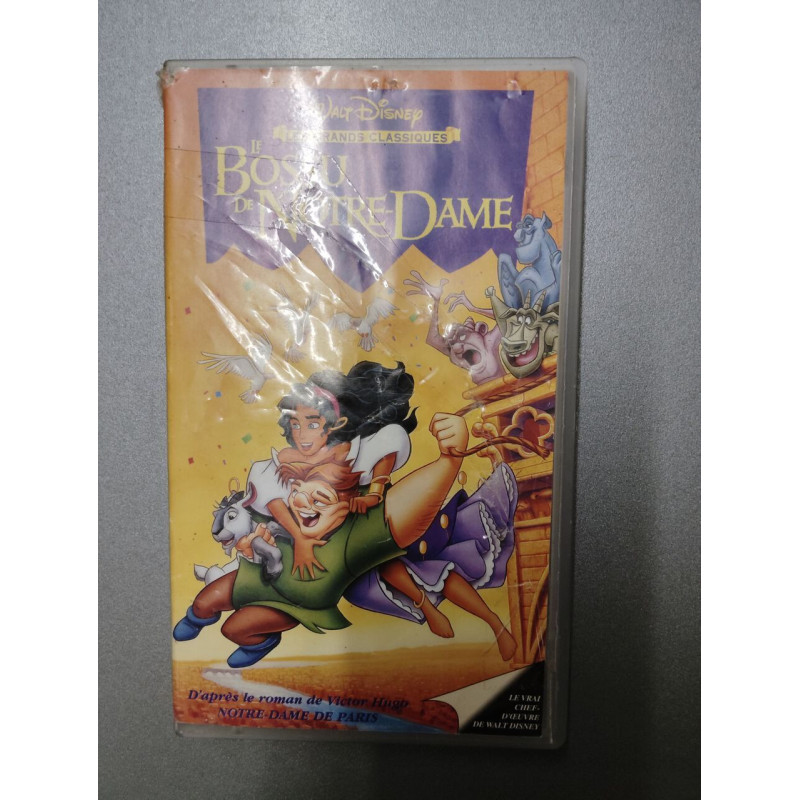 WALT DISNEY
GRANDS CLASSIQUES
LE
BOSSU
DE NOTRE-DAME
D'après le roman de Victor Hugo
NOTRE-DAME DE PARIS
LE VRAI
CHEF-
D'ŒUVRE
DE WALT DISNEY